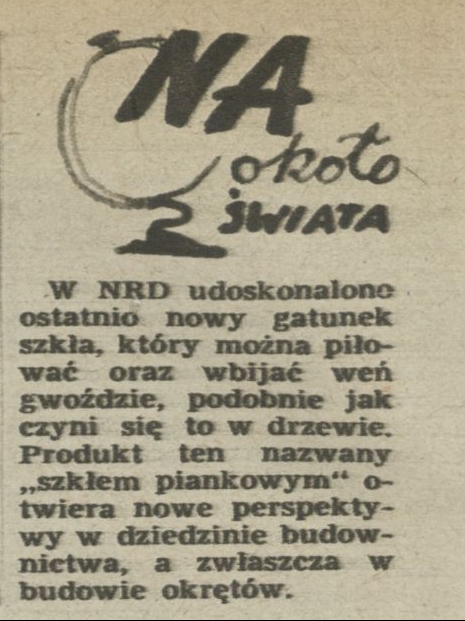 NA
około
ŚWIATA
W NRD udoskonalono
ostatnio nowy gatunek
szkła, który można piło-
wać oraz wbijać weń
gwoździe, podobnie jak
czyni się to w drzewie.
Produkt ten nazwany
„szkłem piankowym“ o-
twiera nowe perspekty-
wy w dziedzinie budow-
nictwa, a zwłaszcza w
budowie okrętów.